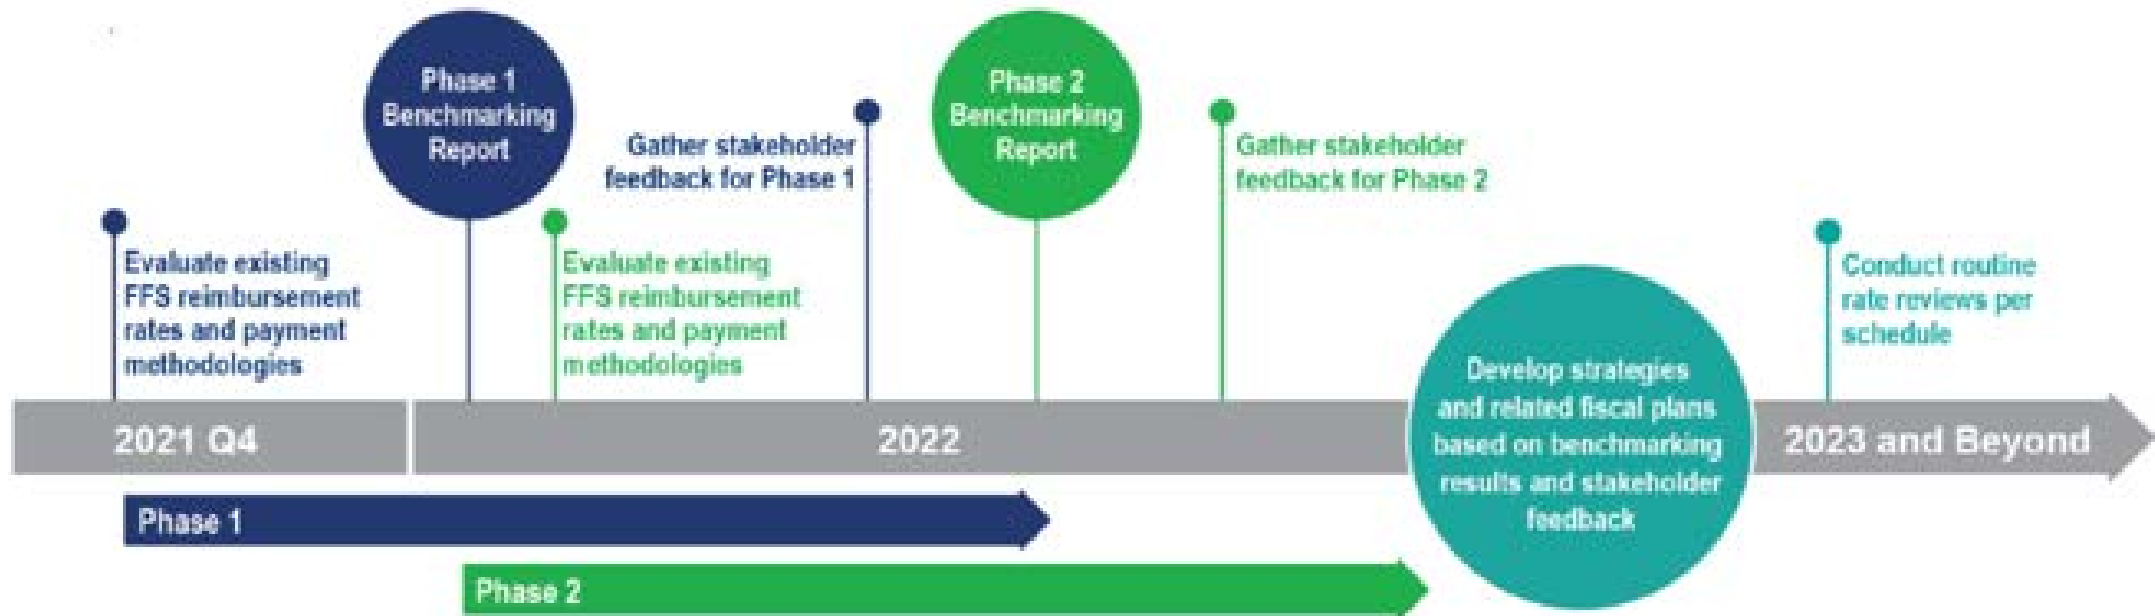 Phase 1
Benchmarking
Report
Phase 2
Benchmarking
Report
Gather stakeholder
feedback for Phase 1
Gather stakeholder
feedback for Phase 2
Evaluate existing
FFS reimbursement
rates and payment
methodologies
Evaluate existing
FFS reimbursement
rates and payment
methodologies
Conduct routine
rate reviews per
schedule
Develop strategies
and related fiscal plans
based on benchmarking
results and stakeholder
feedback
2021 Q4
2022
2023 and Beyond
Phase 1
Phase 2